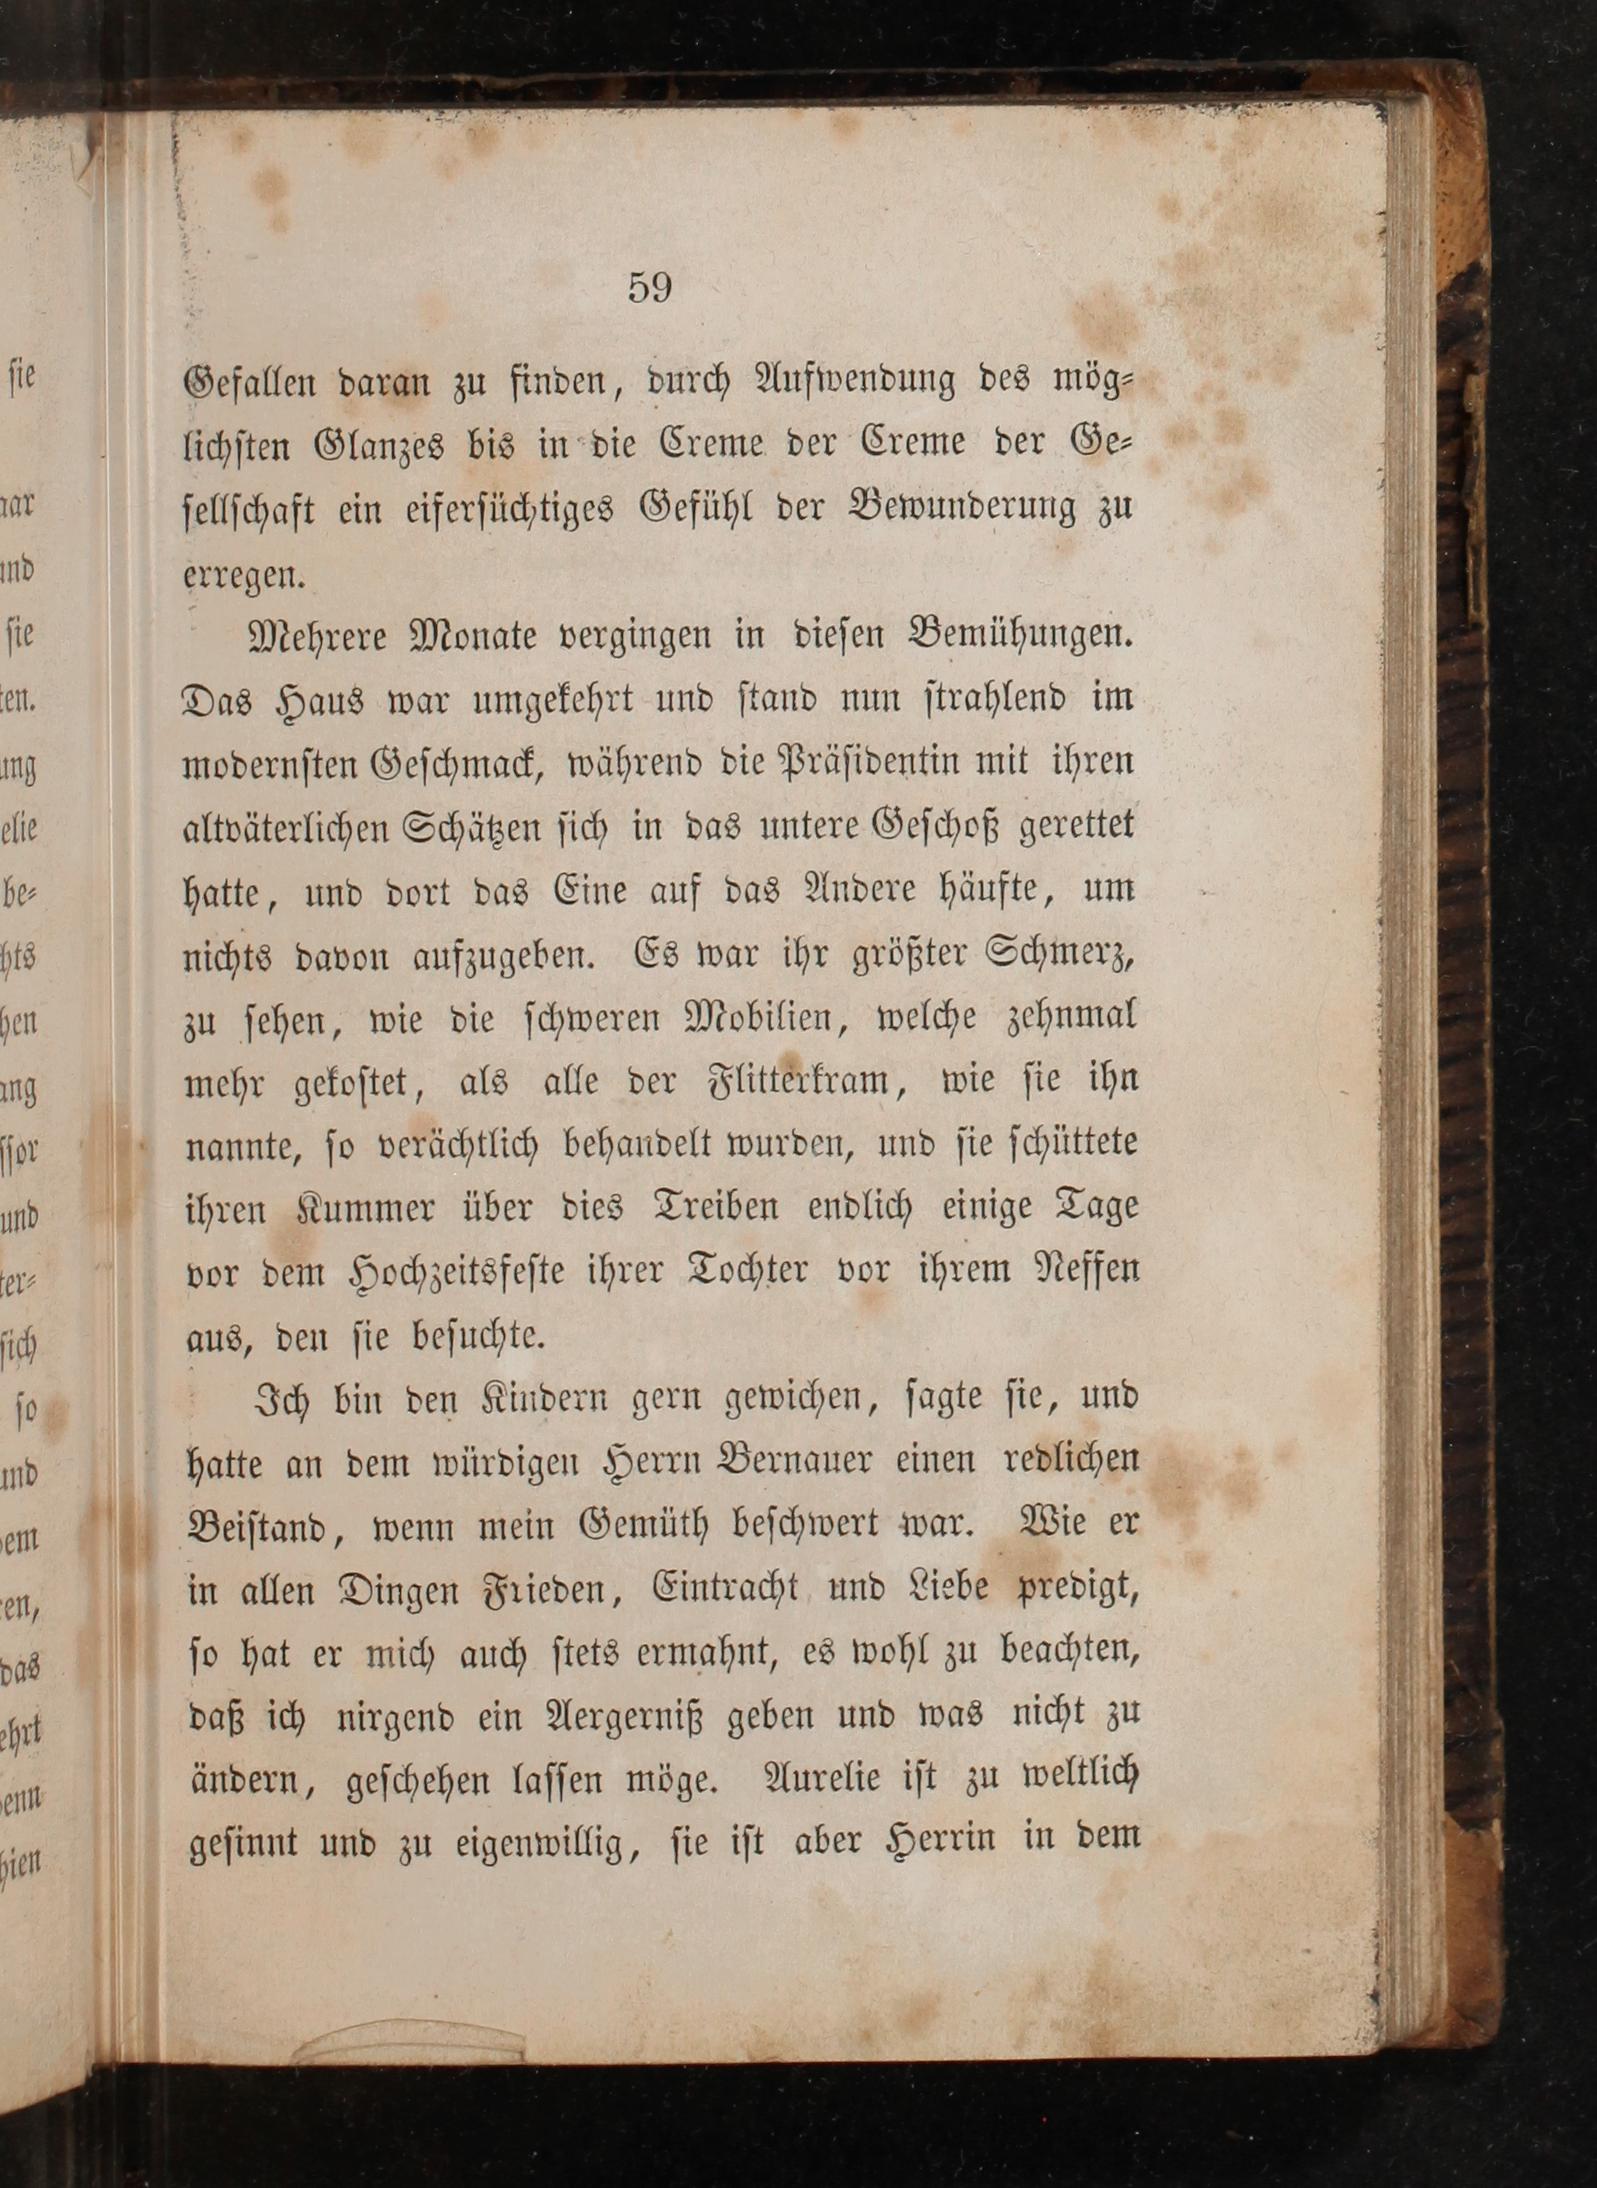 59
Gefallen daran zu finden, durch Aufwendung des mög⸗
lichſten Glanzes bis in die Creme der Creme der Ge⸗
ſellſchaft ein eiferſüchtiges Gefühl der Bewunderung zu
erregen.
Mehrere Monate vergingen in dieſen Bemühungen.
Das Haus war umgekehrt und ſtand nun ſtrahlend im
modernſten Geſchmack, während die Präſidentin mit ihren
altväterlichen Schätzen ſich in das untere Geſchoß gerettet
hatte, und dort das Eine auf das Andere häufte, um
nichts davon aufzugeben. Es war ihr größter Schmerz,
zu ſehen, wie die ſchweren Mobilien, welche zehnmal
mehr gekoſtet, als alle der Flitterkram, wie ſie ihn
nannte, ſo verächtlich behandelt wurden, und ſie ſchüttete
ihren Kummer über dies Treiben endlich einige Tage
vor dem Hochzeitsfeſte ihrer Tochter vor ihrem Neffen
aus, den ſie beſuchte.
Ich bin den Kindern gern gewichen, ſagte ſie, und
hatte an dem würdigen Herrn Bernauer einen redlichen
Beiſtand, wenn mein Gemüth beſchwert war. Wie er
in allen Dingen Frieden, Eintracht und Liebe predigt,
ſo hat er mich auch ſtets ermahnt, es wohl zu beachten,
daß ich nirgend ein Aergerniß geben und was nicht zu
ändern, geſchehen laſſen möge. Aurelie iſt zu weltlich
geſinnt und zu eigenwillig, ſie iſt aber Herrin in dem